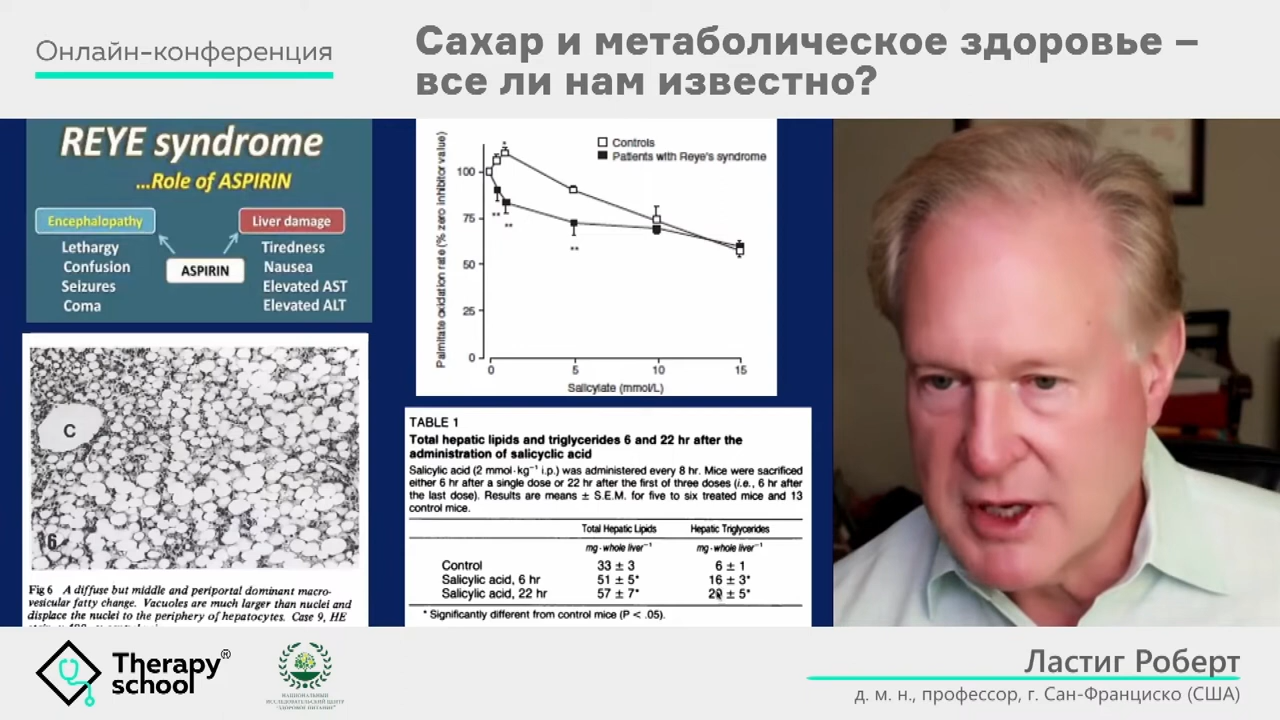 Онлайн-конференция
Сахар и метаболическое здоровье –
все ли нам известно?
REYE syndrome
...Role of ASPIRIN
Encephalopathy
Liver damage
Lethargy
Confusion
Seizures
Coma
ASPIRIN
Tiredness
Nausea
Elevated AST
Elevated ALT
C
6
Fig 6 A diffuse but middle and periportal dominant macro-
vesicular fatty change. Vacuoles are much larger than nuclei and
displace the nuclei to the periphery of hepatocytes. Case 9, HE
Controls
Patients with Reye's syndrome
Palmitate oxidation rate (% zero inhibitor value)
100
75
50
25
0
0 5 10 15
Salicylate (mmol/L)
* ** ** **
TABLE 1
Total hepatic lipids and triglycerides 6 and 22 hr after the
administration of salicyclic acid
Salicylic acid (2 mmol·kg⁻¹ i.p.) was administered every 8 hr. Mice were sacrificed
either 6 hr after a single dose or 22 hr after the first of three doses (i.e., 6 hr after
the last dose). Results are means ± S.E.M. for five to six treated mice and 13
control mice.
Total Hepatic Lipids Hepatic Triglycerides
mg·whole liver⁻¹ mg·whole liver⁻¹
Control 33 ± 3 6 ± 1
Salicylic acid, 6 hr 51 ± 5* 16 ± 3*
Salicylic acid, 22 hr 57 ± 7* ± 5*
* Significantly different from control mice (P < .05).
Therapy®
school
НАЦИОНАЛЬНЫЙ
ИССЛЕДОВАТЕЛЬСКИЙ ЦЕНТР
"ЗДОРОВОЕ ПИТАНИЕ"
Ластиг Роберт
д. м. н., профессор, г. Сан-Франциско (США)